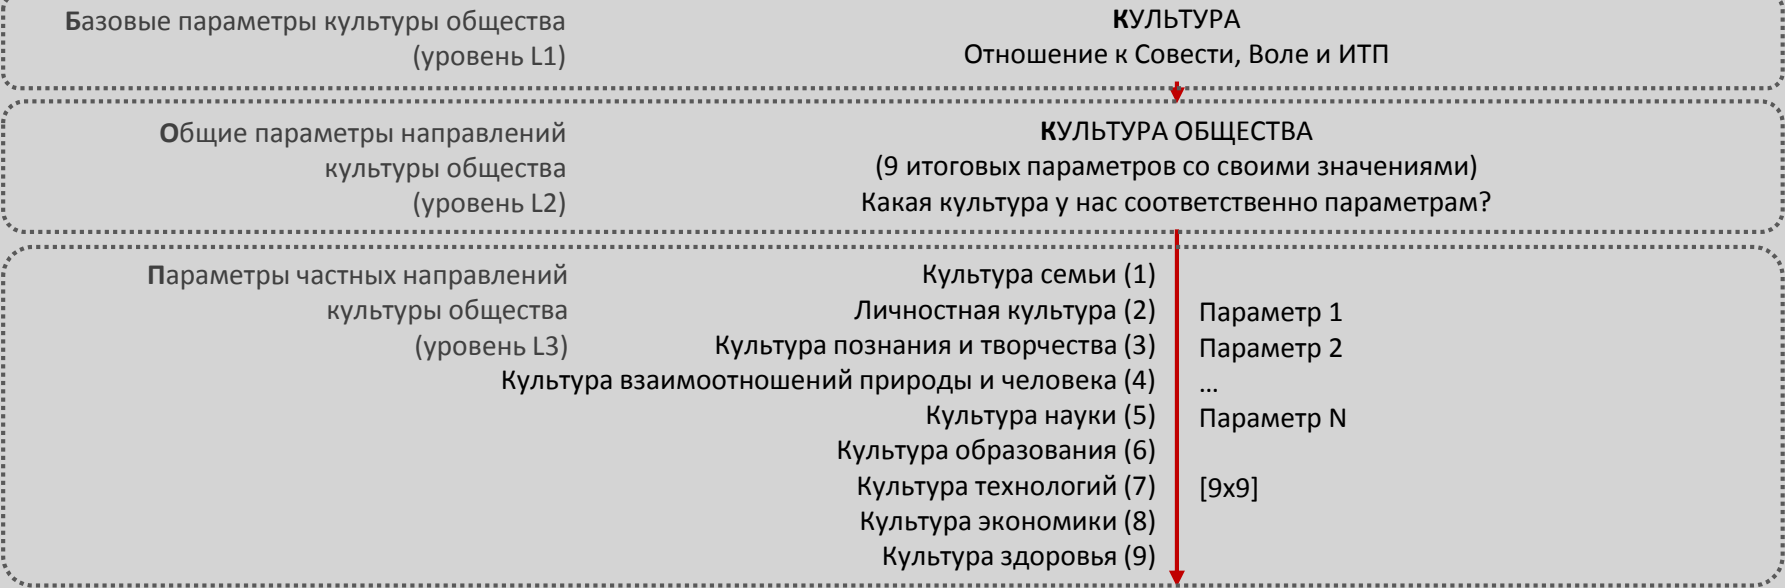 Базовые параметры культуры общества
(уровень L1)
КУЛЬТУРА
Отношение к Совести, Воле и ИТП
Общие параметры направлений
культуры общества
(уровень L2)
КУЛЬТУРА ОБЩЕСТВА
(9 итоговых параметров со своими значениями)
Какая культура у нас соответственно параметрам?
Параметры частных направлений
культуры общества
(уровень L3)
Культура семьи (1)
Личностная культура (2)
Культура познания и творчества (3)
Культура взаимоотношений природы и человека (4)
Культура науки (5)
Культура образования (6)
Культура технологий (7)
Культура экономики (8)
Культура здоровья (9)
Параметр 1
Параметр 2
…
Параметр N
[9x9]